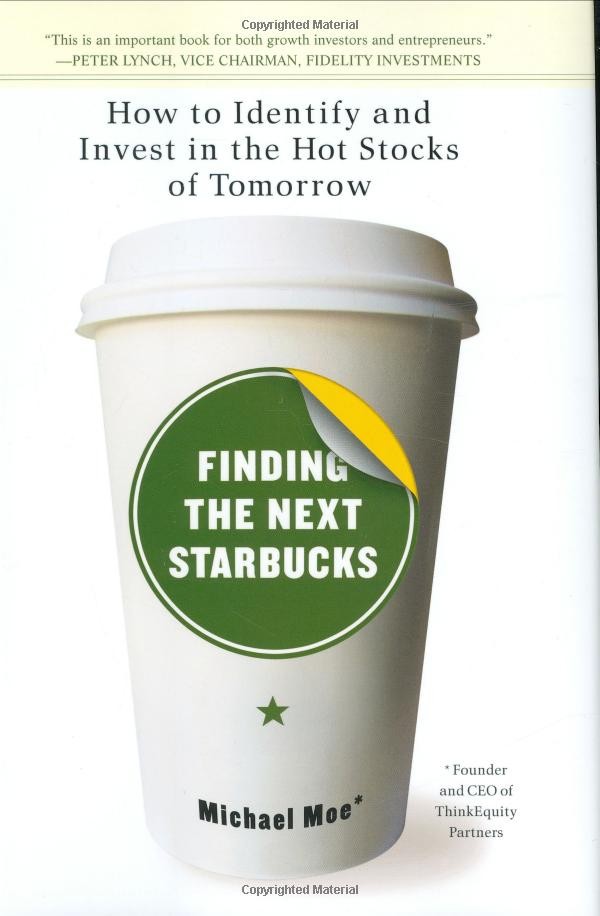 Copyrighted Material
“This is an important book for both growth investors and entrepreneurs.”
—PETER LYNCH, VICE CHAIRMAN, FIDELITY INVESTMENTS
How to Identify and
Invest in the Hot Stocks
of Tomorrow
FINDING
THE NEXT
STARBUCKS
Michael Moe*
* Founder
and CEO of
ThinkEquity
Partners
Copyrighted Material